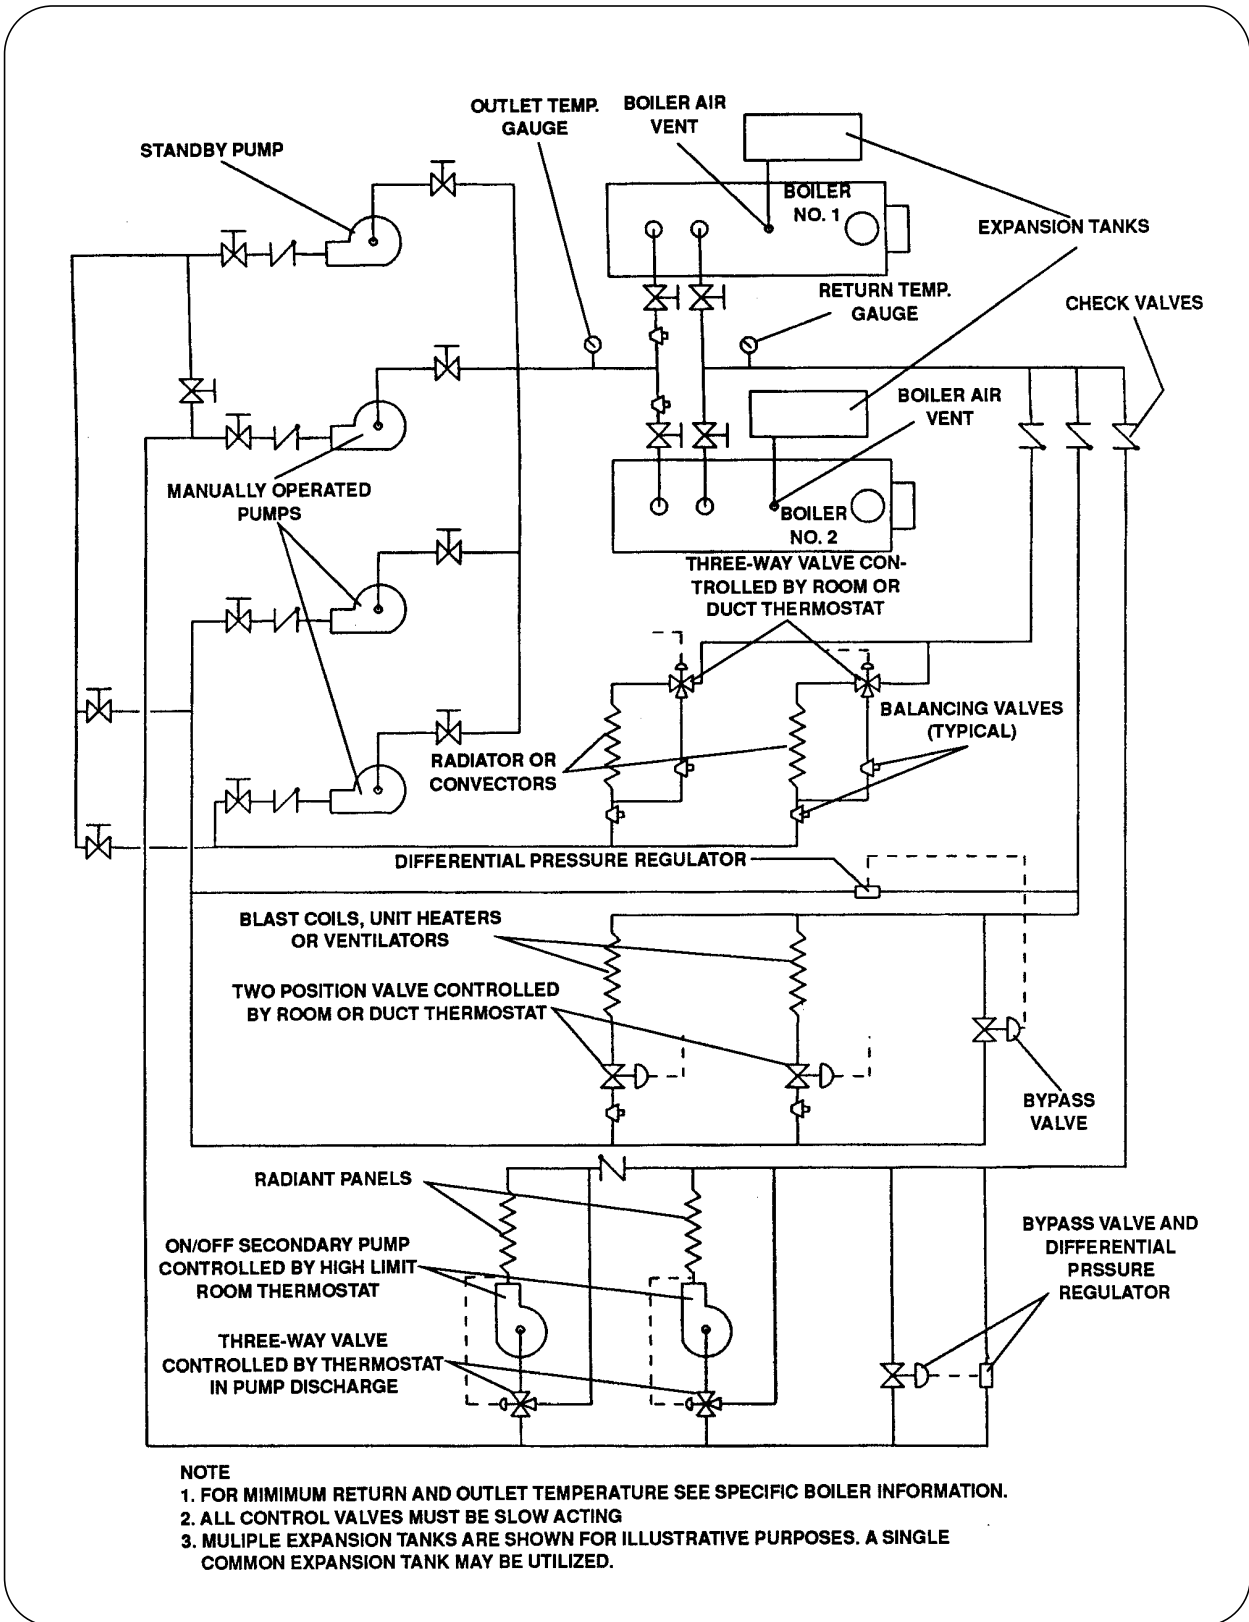 OUTLET TEMP.
GAUGE
BOILER AIR
VENT
STANDBY PUMP
BOILER
NO. 1
EXPANSION TANKS
RETURN TEMP.
GAUGE
CHECK VALVES
BOILER AIR
VENT
MANUALLY OPERATED
PUMPS
BOILER
NO. 2
THREE-WAY VALVE CON-
TROLLED BY ROOM OR
DUCT THERMOSTAT
BALANCING VALVES
(TYPICAL)
RADIATOR OR
CONVECTORS
DIFFERENTIAL PRESSURE REGULATOR
BLAST COILS, UNIT HEATERS
OR VENTILATORS
TWO POSITION VALVE CONTROLLED
BY ROOM OR DUCT THERMOSTAT
BYPASS
VALVE
RADIANT PANELS
BYPASS VALVE AND
DIFFERENTIAL
PRSSURE
REGULATOR
ON/OFF SECONDARY PUMP
CONTROLLED BY HIGH LIMIT
ROOM THERMOSTAT
THREE-WAY VALVE
CONTROLLED BY THERMOSTAT
IN PUMP DISCHARGE
NOTE
1. FOR MIMIMUM RETURN AND OUTLET TEMPERATURE SEE SPECIFIC BOILER INFORMATION.
2. ALL CONTROL VALVES MUST BE SLOW ACTING
3. MULIPLE EXPANSION TANKS ARE SHOWN FOR ILLUSTRATIVE PURPOSES. A SINGLE
COMMON EXPANSION TANK MAY BE UTILIZED.